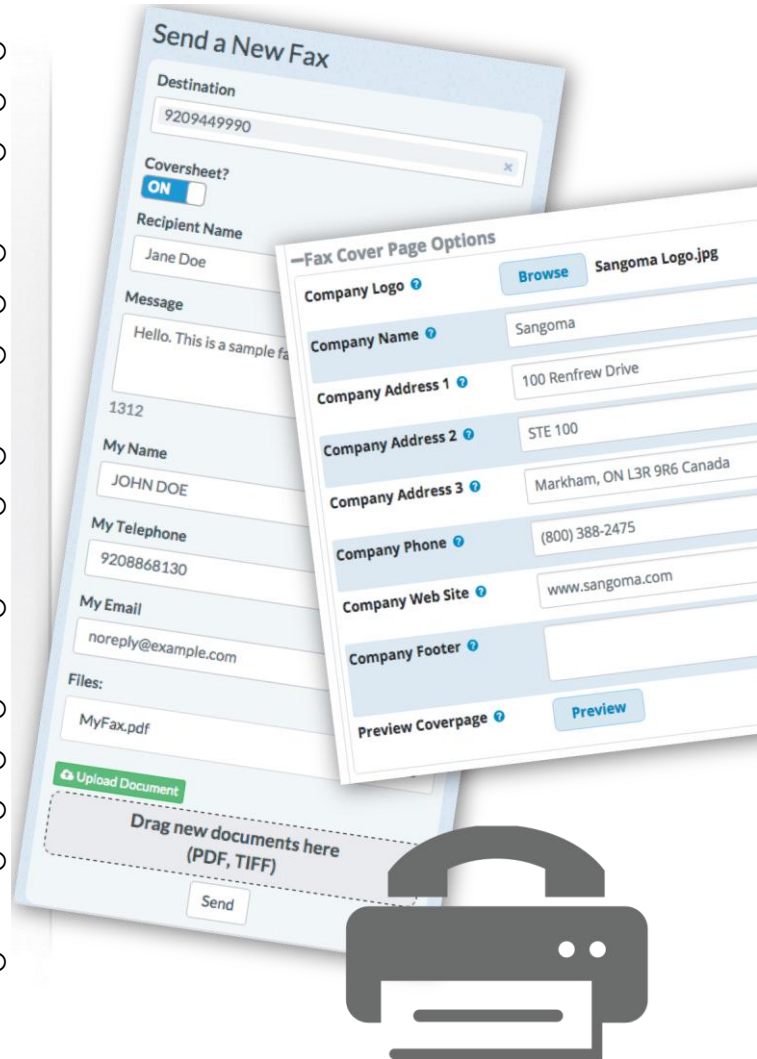 Send a New Fax
Destination
9209449990
×
Coversheet?
ON
Recipient Name
Jane Doe
Message
Hello. This is a sample fa
1312
My Name
JOHN DOE
My Telephone
9208868130
My Email
noreply@example.com
Files:
MyFax.pdf
Upload Document
Drag new documents here
(PDF, TIFF)
Send
—Fax Cover Page Options
Company Logo ? Browse Sangoma Logo.jpg
Company Name ? Sangoma
Company Address 1 ? 100 Renfrew Drive
Company Address 2 ? STE 100
Company Address 3 ? Markham, ON L3R 9R6 Canada
Company Phone ? (800) 388-2475
Company Web Site ? www.sangoma.com
Company Footer ?
Preview Coverpage ? Preview